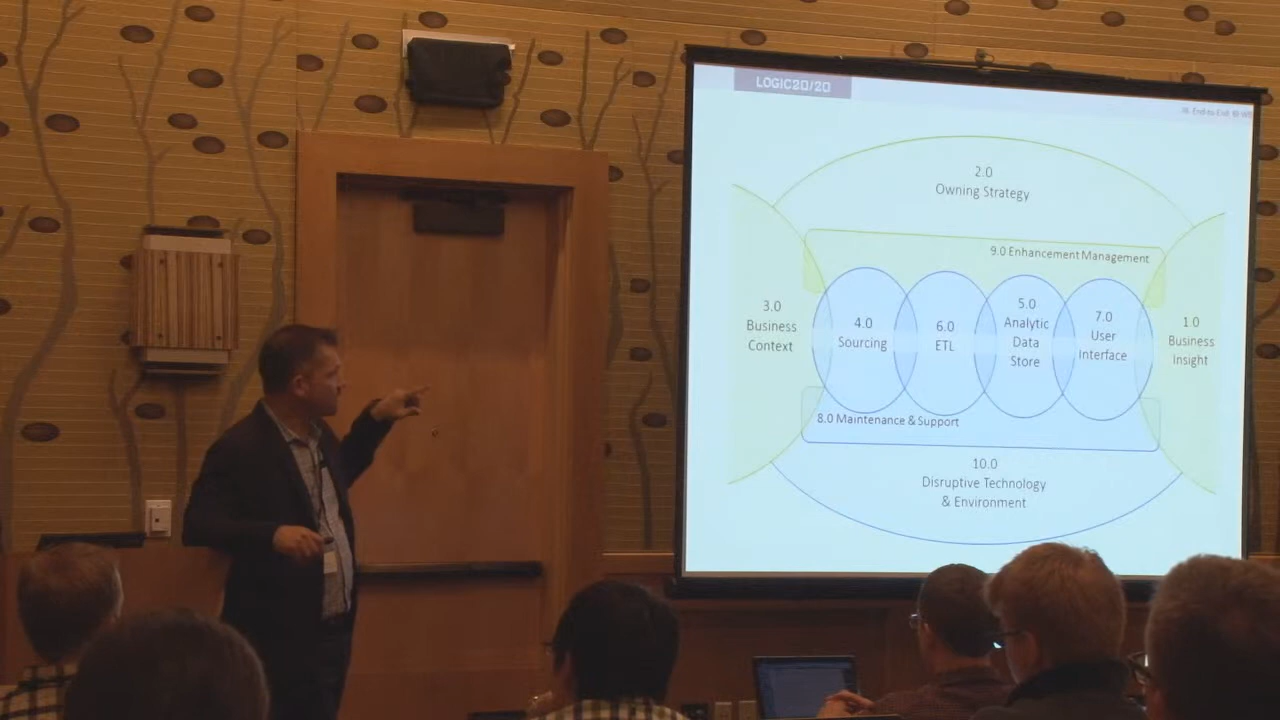 LOGIC20/20
2.0
Owning Strategy
9.0 Enhancement Management
3.0
Business
Context
4.0
Sourcing
6.0
ETL
5.0
Analytic
Data
Store
7.0
User
Interface
1.0
Business
Insight
8.0 Maintenance & Support
10.0
Disruptive Technology
& Environment